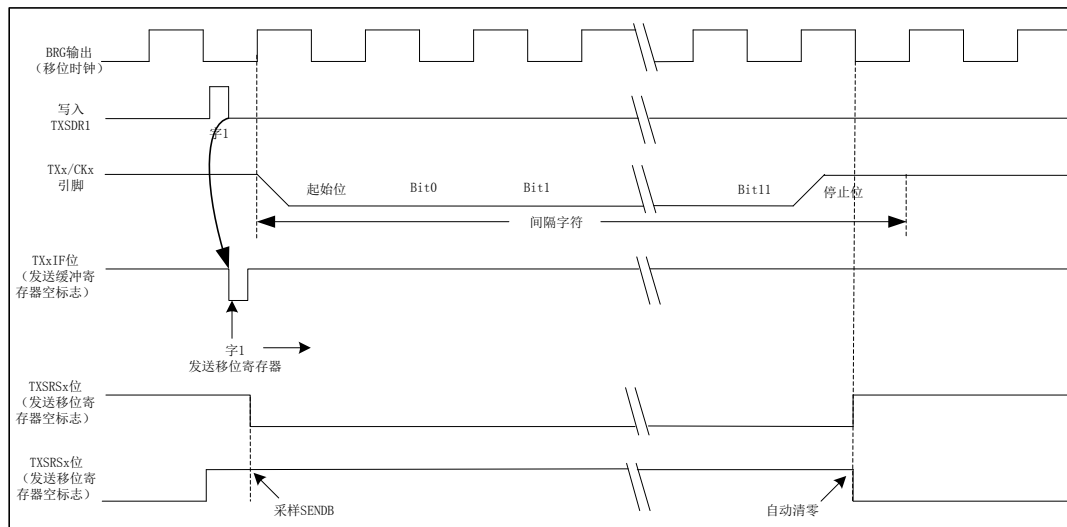 BRG输出
（移位时钟）
写入
TXSDR1
字1
TXx/CKx
引脚
起始位
Bit0
Bit1
Bit11
停止位
间隔字符
TXxIF位
（发送缓冲寄
存器空标志）
字1
发送移位寄存器
TXSRSx位
（发送移位寄
存器空标志）
TXSRSx位
（发送移位寄
存器空标志）
采样SENDB
自动清零